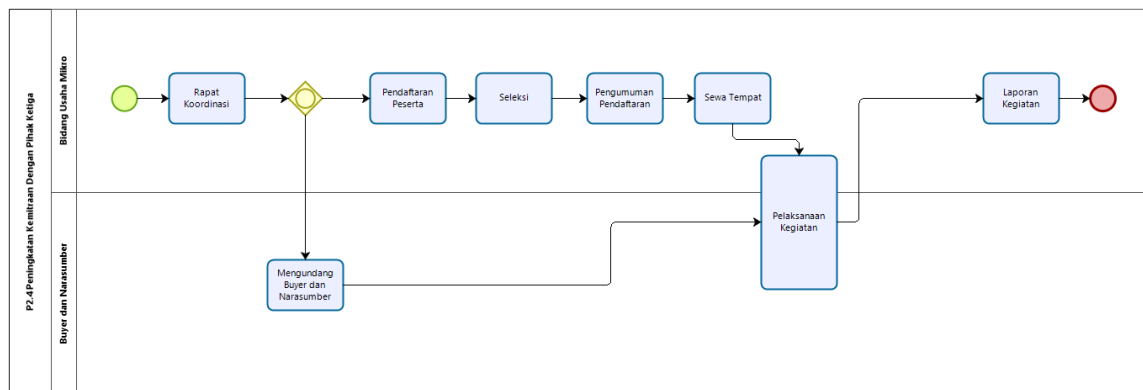 P2.4Peningkatan Kemitraan Dengan Pihak Ketiga
Bidang Usaha Mikro
Rapat
Koordinasi
Pendaftaran
Peserta
Seleksi
Pengumuman
Pendaftaran
Sewa Tempat
Laporan
Kegiatan
Buyer dan Narasumber
Mengundang
Buyer dan
Narasumber
Pelaksanaan
Kegiatan